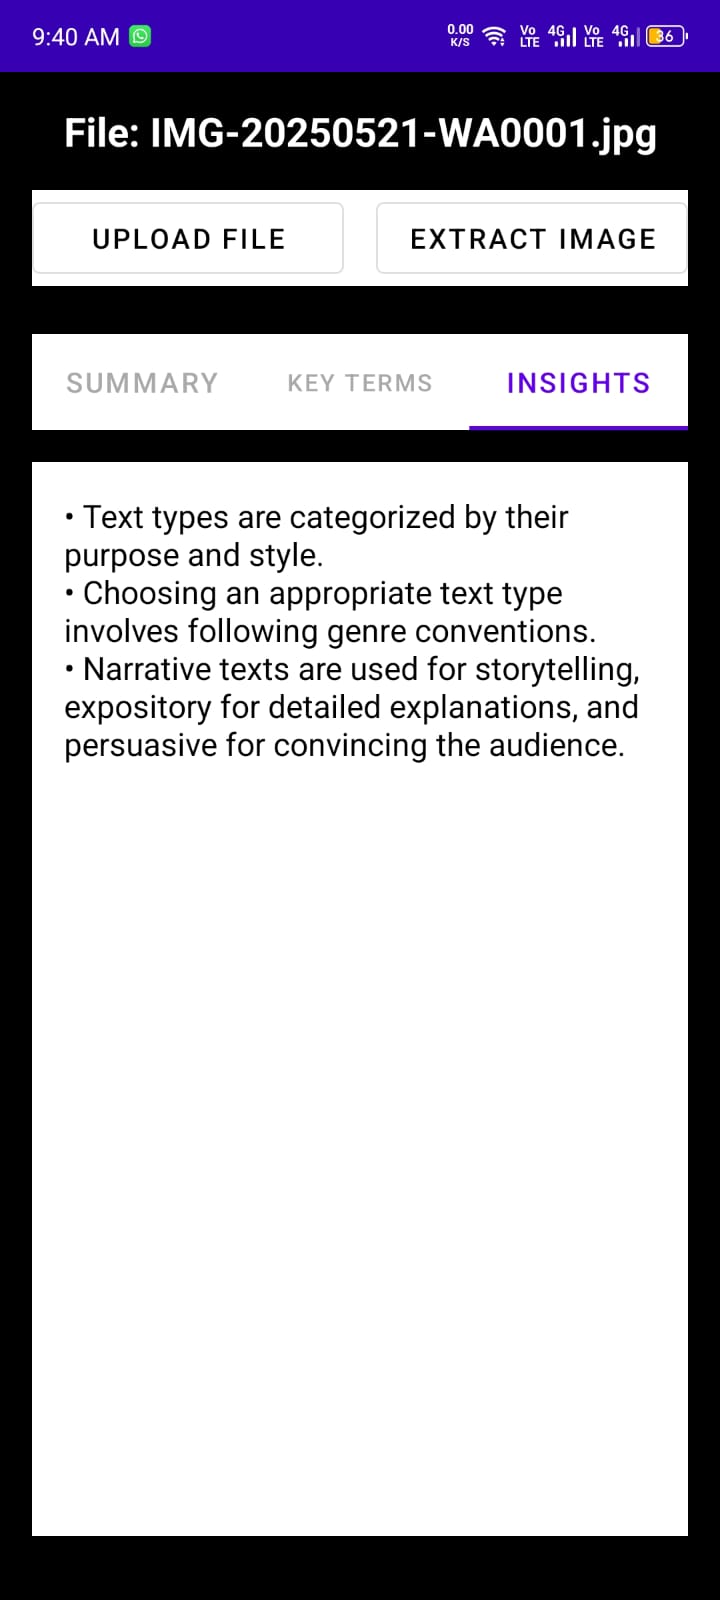 9:40 AM
0.00 K/S
Vo LTE 4G Vo LTE 4G 36
File: IMG-20250521-WA0001.jpg
UPLOAD FILE EXTRACT IMAGE
SUMMARY KEY TERMS INSIGHTS
• Text types are categorized by their
purpose and style.
• Choosing an appropriate text type
involves following genre conventions.
• Narrative texts are used for storytelling,
expository for detailed explanations, and
persuasive for convincing the audience.